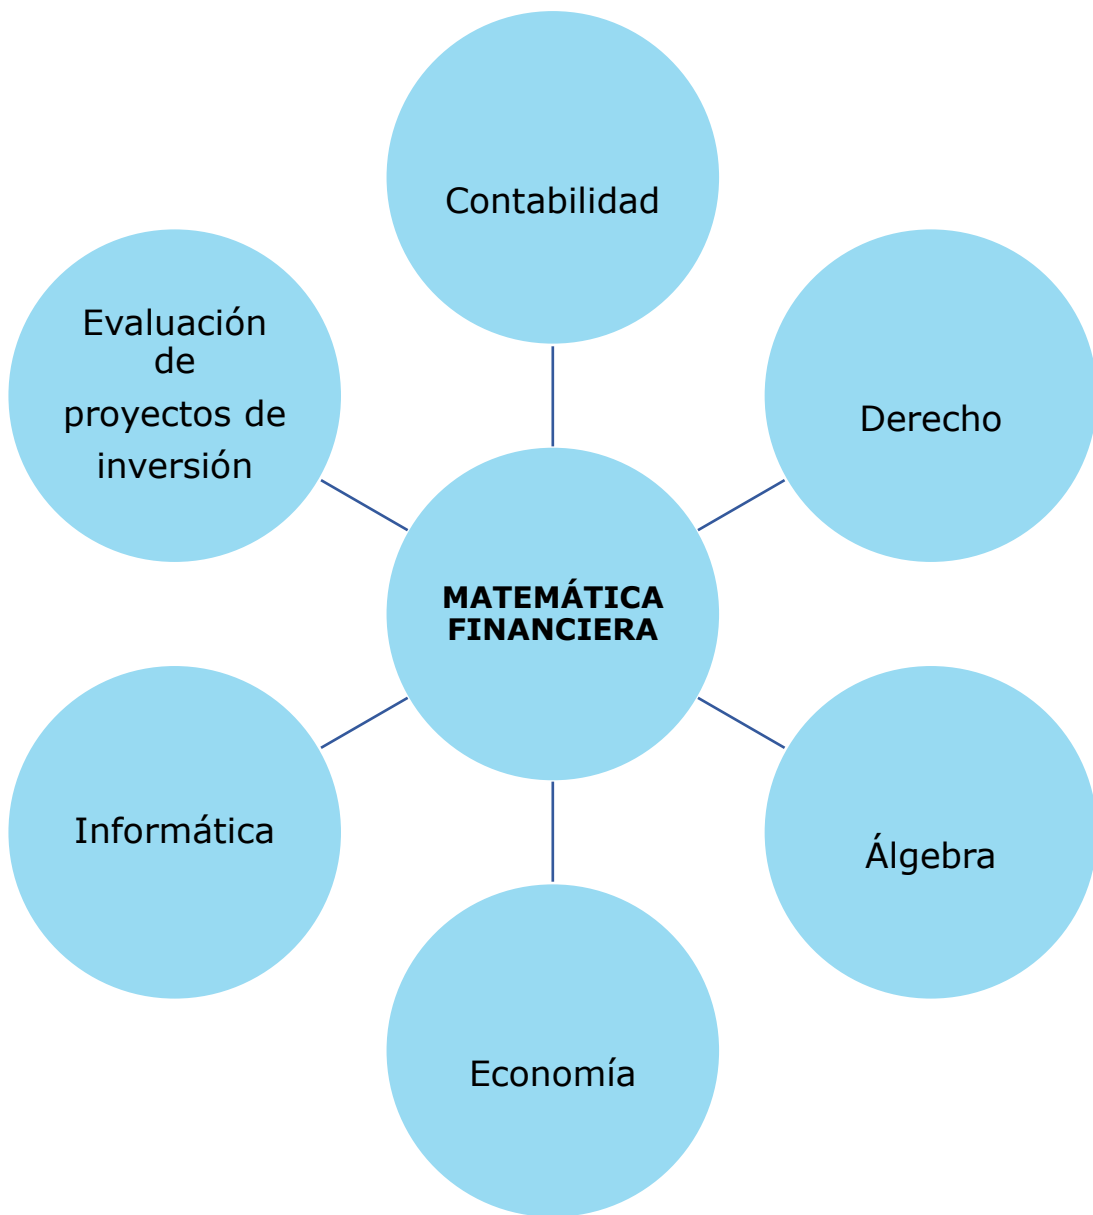 Contabilidad
Derecho
Álgebra
Economía
Informática
Evaluación
de
proyectos de
inversión
MATEMÁTICA
FINANCIERA